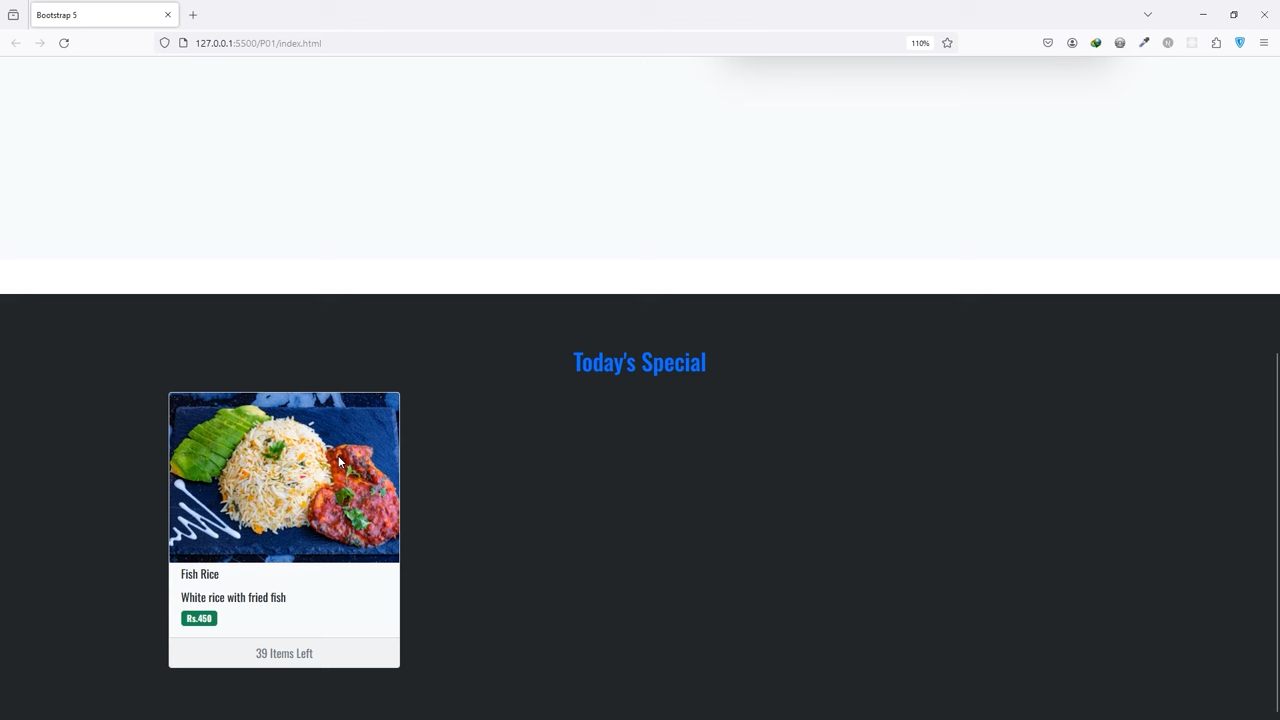 Bootstrap 5
127.0.0.1:5500/P01/index.html
110%
Today's Special
Fish Rice
White rice with fried fish
Rs.450
39 Items Left